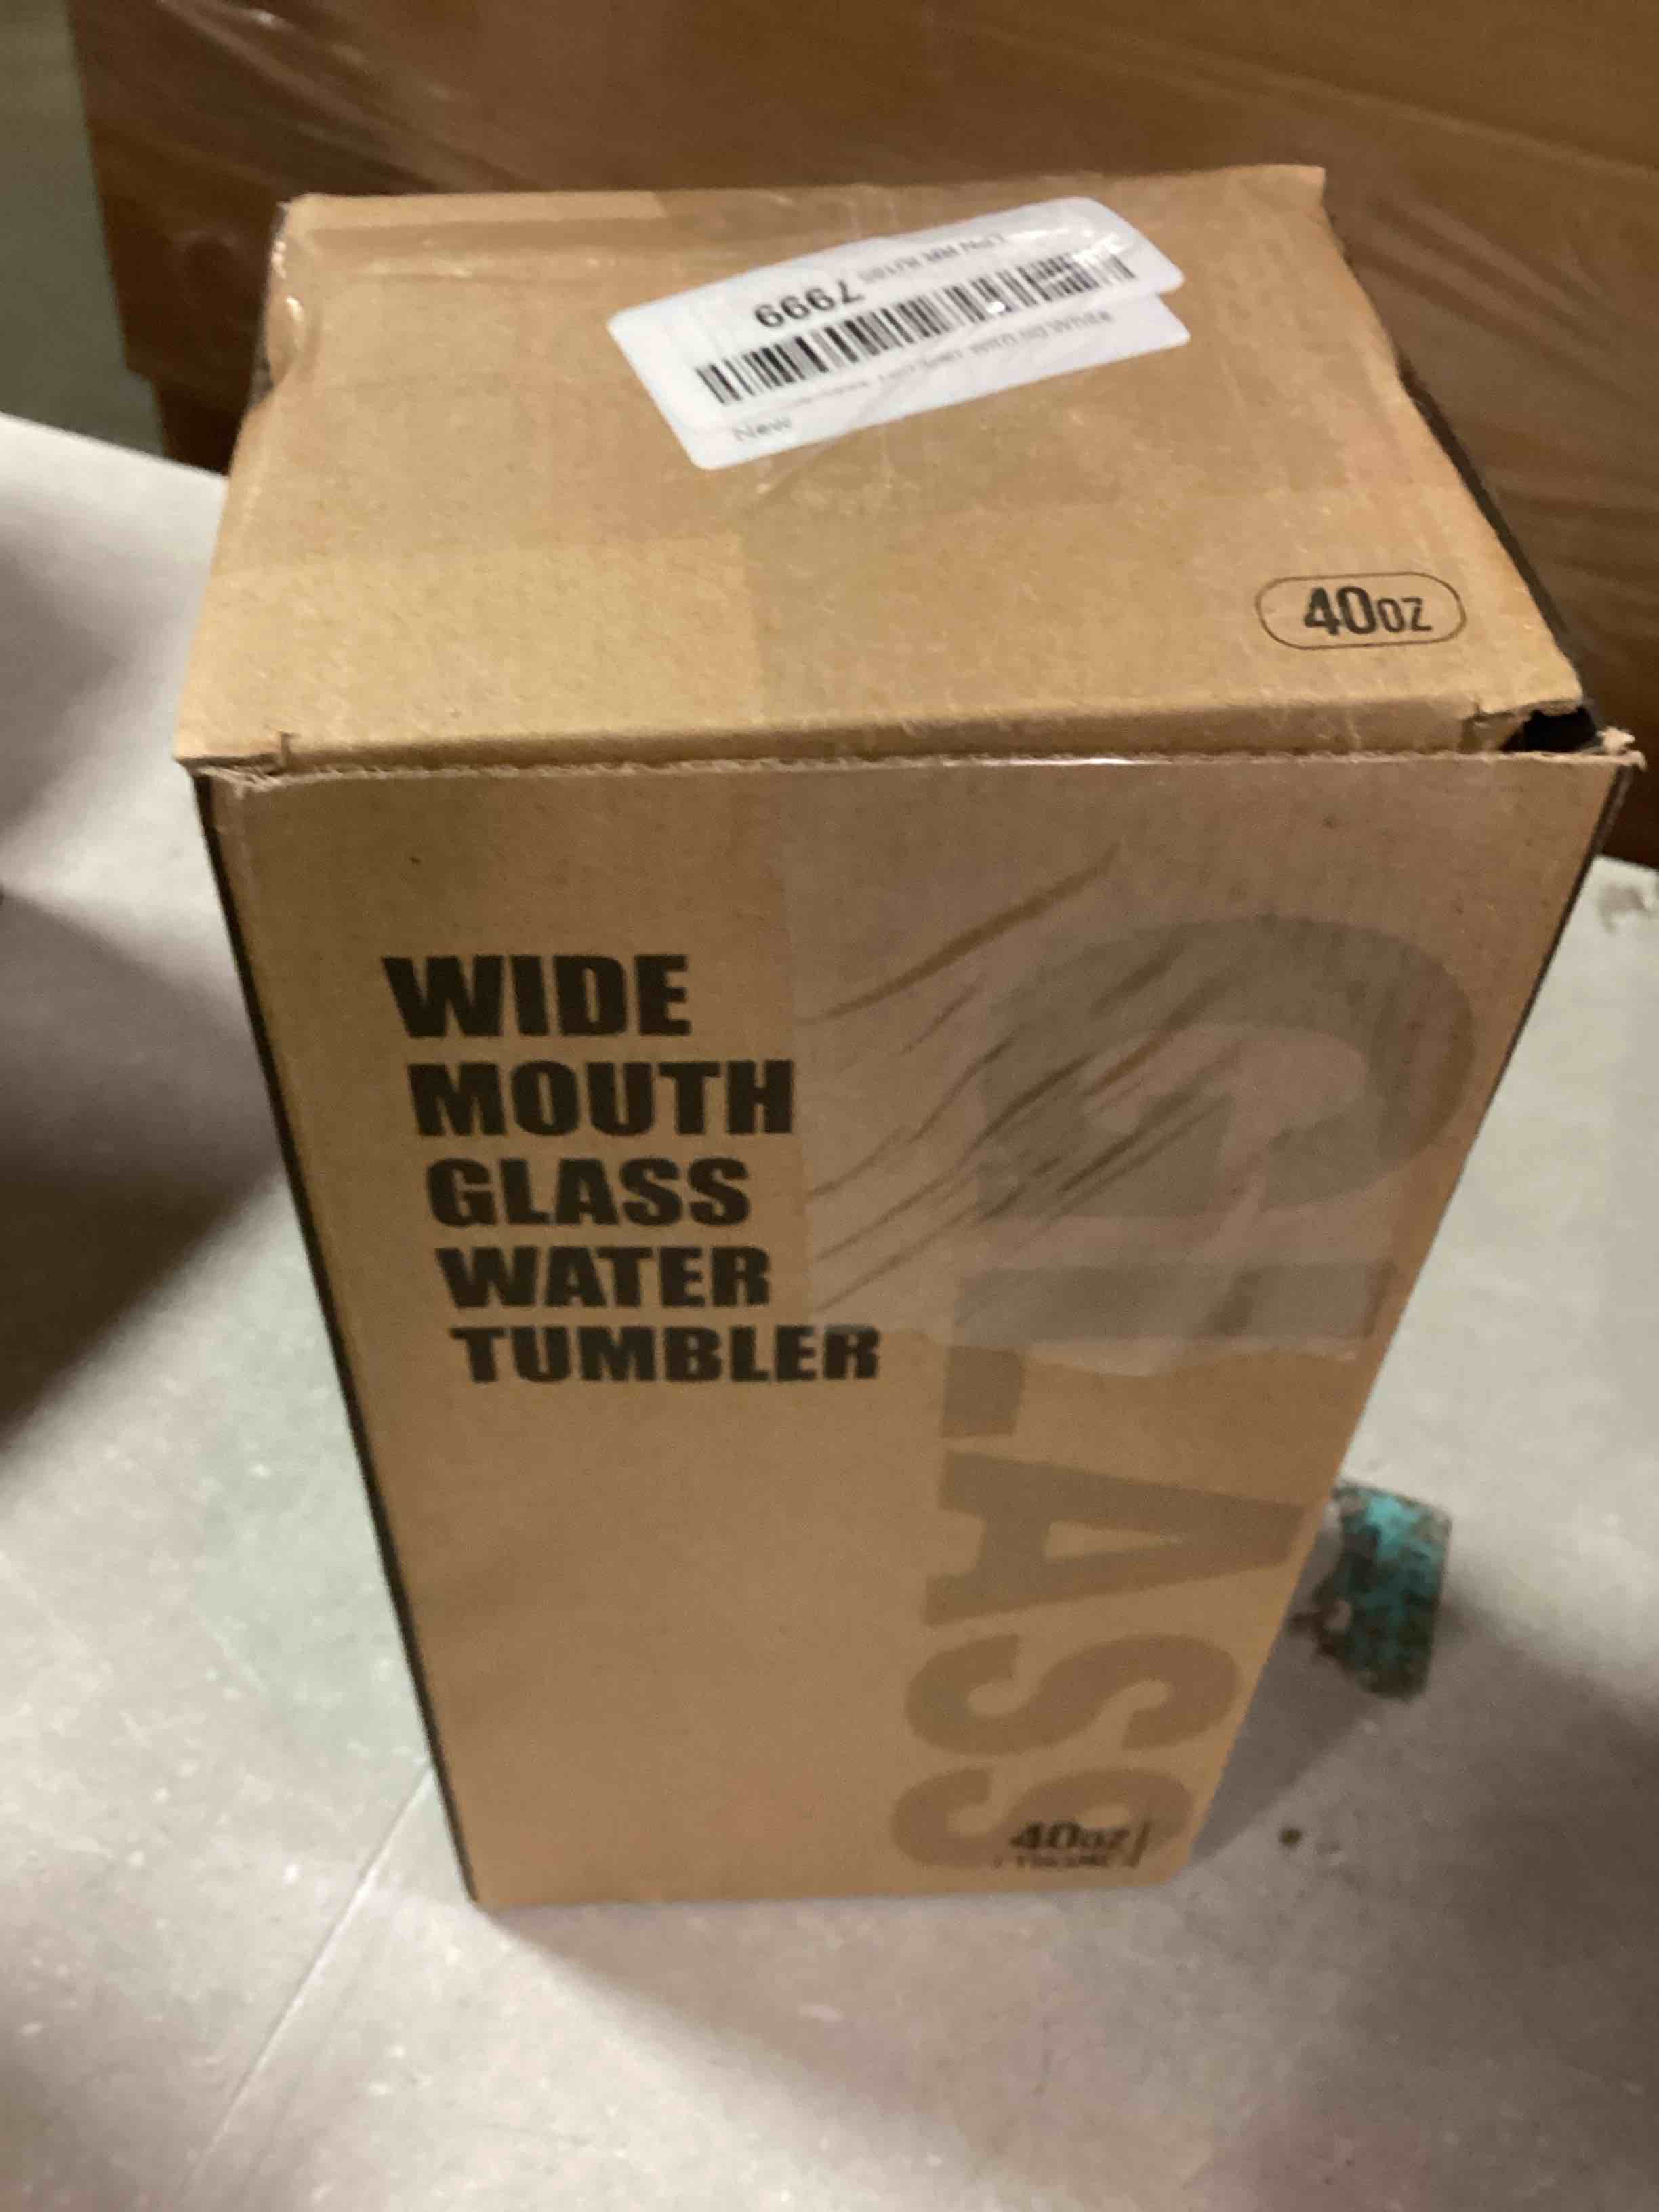 7999
New
40OZ
WIDE
MOUTH
GLASS
WATER
TUMBLER
GLASS
40OZ